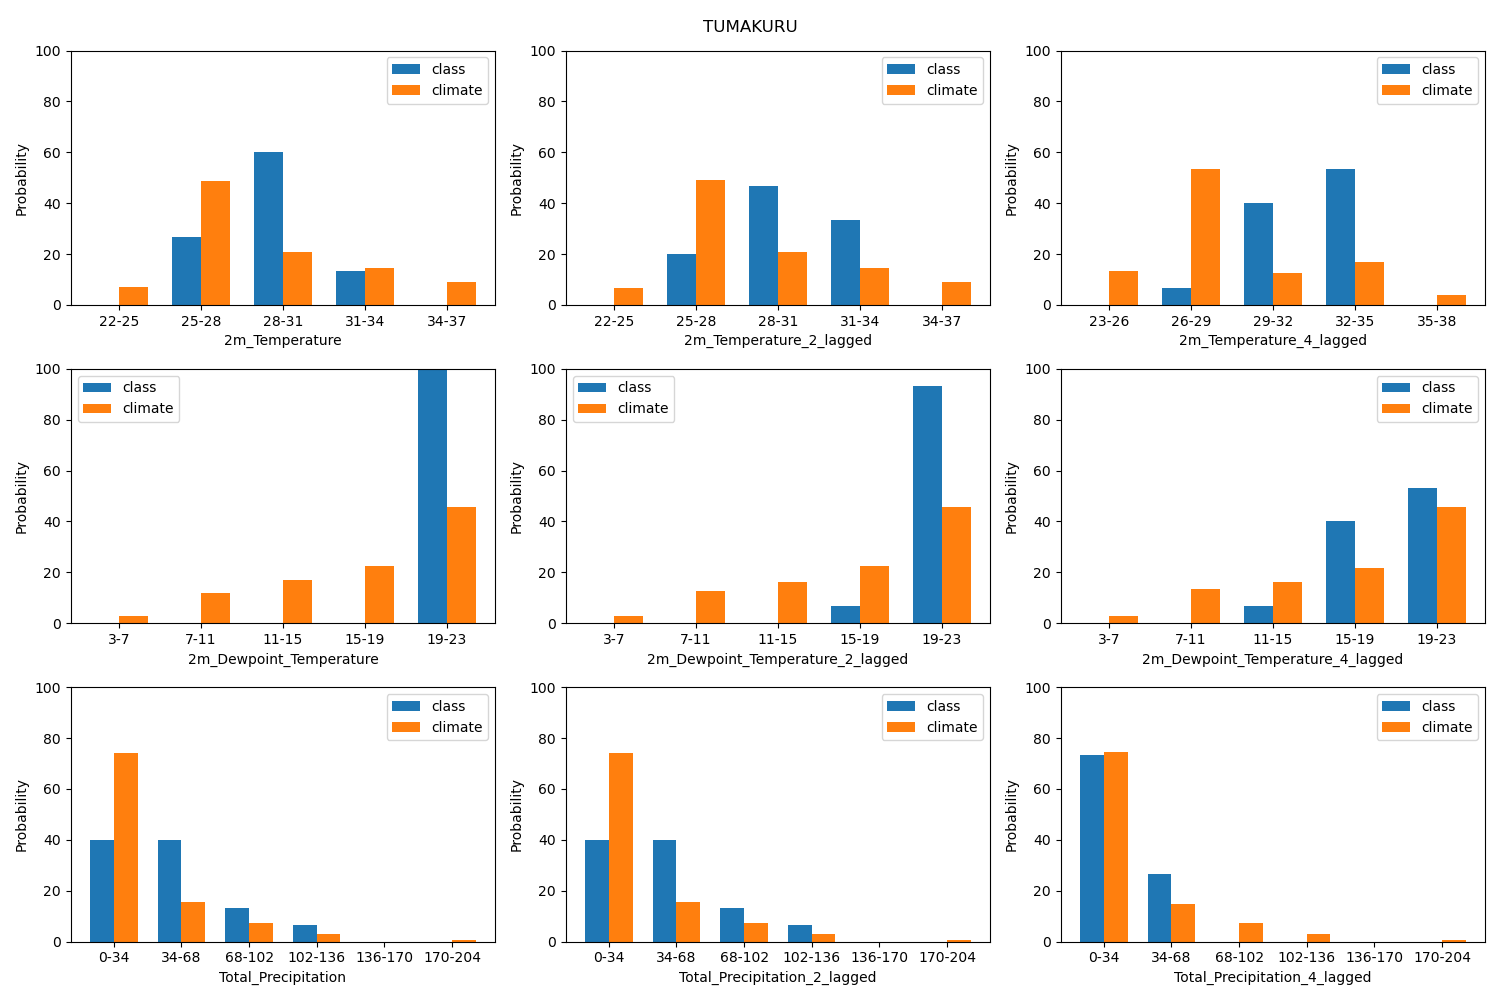 TUMAKURU
100
80
60
40
20
0
Probability
class
climate
22-25 25-28 28-31 31-34 34-37
2m_Temperature
100
80
60
40
20
0
Probability
class
climate
22-25 25-28 28-31 31-34 34-37
2m_Temperature_2_lagged
100
80
60
40
20
0
Probability
class
climate
23-26 26-29 29-32 32-35 35-38
2m_Temperature_4_lagged
100
80
60
40
20
0
Probability
class
climate
3-7 7-11 11-15 15-19 19-23
2m_Dewpoint_Temperature
100
80
60
40
20
0
Probability
class
climate
3-7 7-11 11-15 15-19 19-23
2m_Dewpoint_Temperature_2_lagged
100
80
60
40
20
0
Probability
class
climate
3-7 7-11 11-15 15-19 19-23
2m_Dewpoint_Temperature_4_lagged
100
80
60
40
20
0
Probability
class
climate
0-34 34-68 68-102 102-136 136-170 170-204
Total_Precipitation
100
80
60
40
20
0
Probability
class
climate
0-34 34-68 68-102 102-136 136-170 170-204
Total_Precipitation_2_lagged
100
80
60
40
20
0
Probability
class
climate
0-34 34-68 68-102 102-136 136-170 170-204
Total_Precipitation_4_lagged